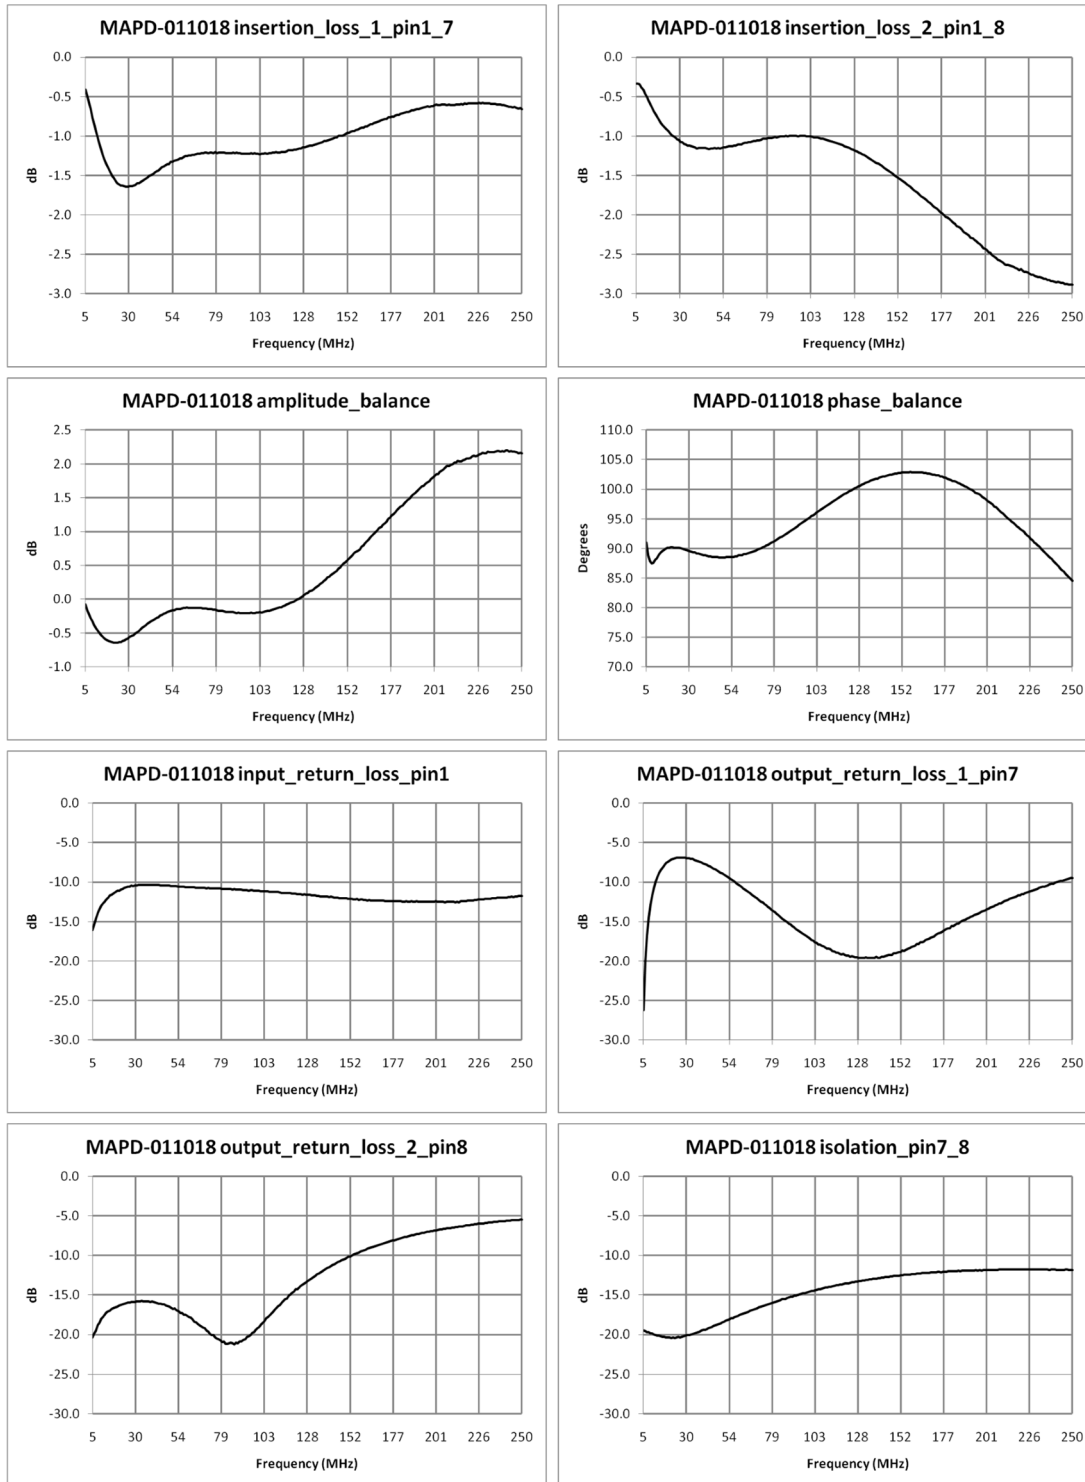 MAPD-011018 insertion_loss_1_pin1_7
0.0
-0.5
-1.0
-1.5
-2.0
-2.5
-3.0
dB
5 30 54 79 103 128 152 177 201 226 250
Frequency (MHz)
MAPD-011018 insertion_loss_2_pin1_8
0.0
-0.5
-1.0
-1.5
-2.0
-2.5
-3.0
dB
5 30 54 79 103 128 152 177 201 226 250
Frequency (MHz)
MAPD-011018 amplitude_balance
2.5
2.0
1.5
1.0
0.5
0.0
-0.5
-1.0
dB
5 30 54 79 103 128 152 177 201 226 250
Frequency (MHz)
MAPD-011018 phase_balance
110.0
105.0
100.0
95.0
90.0
85.0
80.0
75.0
70.0
Degrees
5 30 54 79 103 128 152 177 201 226 250
Frequency (MHz)
MAPD-011018 input_return_loss_pin1
0.0
-5.0
-10.0
-15.0
-20.0
-25.0
-30.0
dB
5 30 54 79 103 128 152 177 201 226 250
Frequency (MHz)
MAPD-011018 output_return_loss_1_pin7
0.0
-5.0
-10.0
-15.0
-20.0
-25.0
-30.0
dB
5 30 54 79 103 128 152 177 201 226 250
Frequency (MHz)
MAPD-011018 output_return_loss_2_pin8
0.0
-5.0
-10.0
-15.0
-20.0
-25.0
-30.0
dB
5 30 54 79 103 128 152 177 201 226 250
Frequency (MHz)
MAPD-011018 isolation_pin7_8
0.0
-5.0
-10.0
-15.0
-20.0
-25.0
-30.0
dB
5 30 54 79 103 128 152 177 201 226 250
Frequency (MHz)